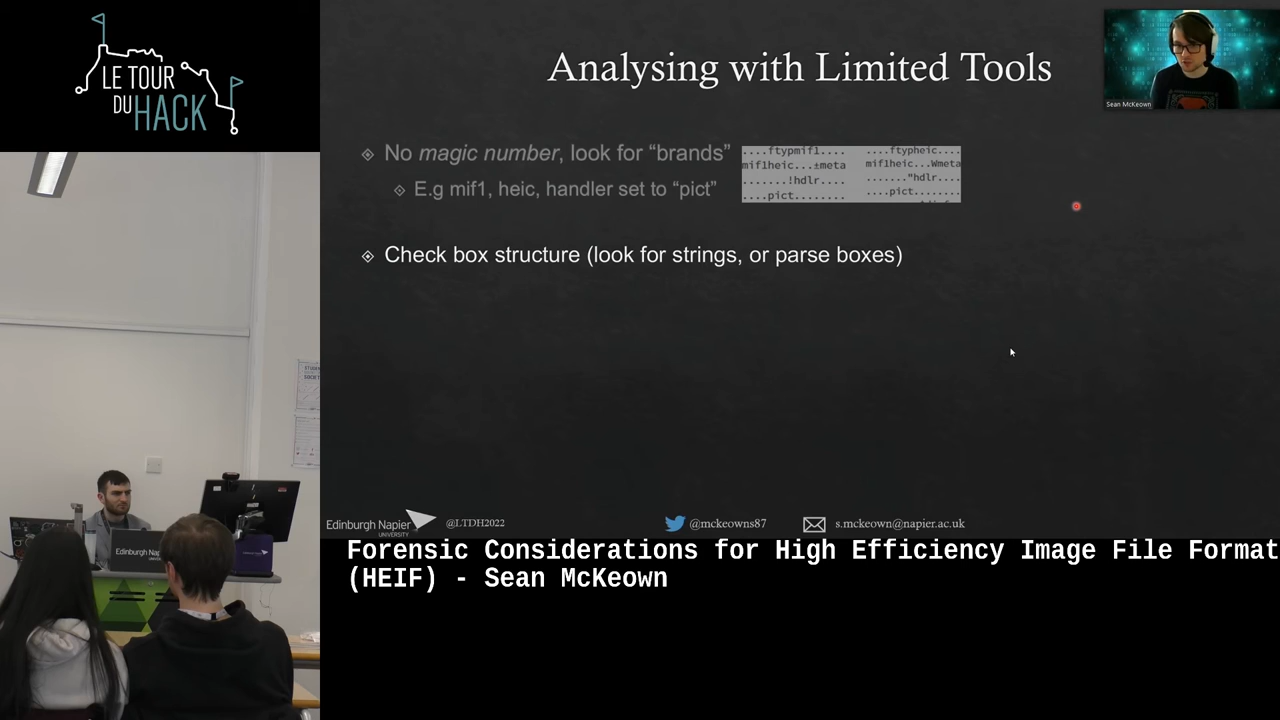 LE TOUR
DU HACK
Analysing with Limited Tools
Sean McKeown
No magic number, look for “brands”
E.g mif1, heic, handler set to “pict”
....ftypmif1....
mif1heic...±meta
.......!hdlr....
....pict........
....ftypheic....
mif1heic...Wmeta
......."hdlr....
....pict........
Check box structure (look for strings, or parse boxes)
Edinburgh Napier
UNIVERSITY
@LTDH2022
@mckeowns87
s.mckeown@napier.ac.uk
Forensic Considerations for High Efficiency Image File Format
(HEIF) - Sean McKeown